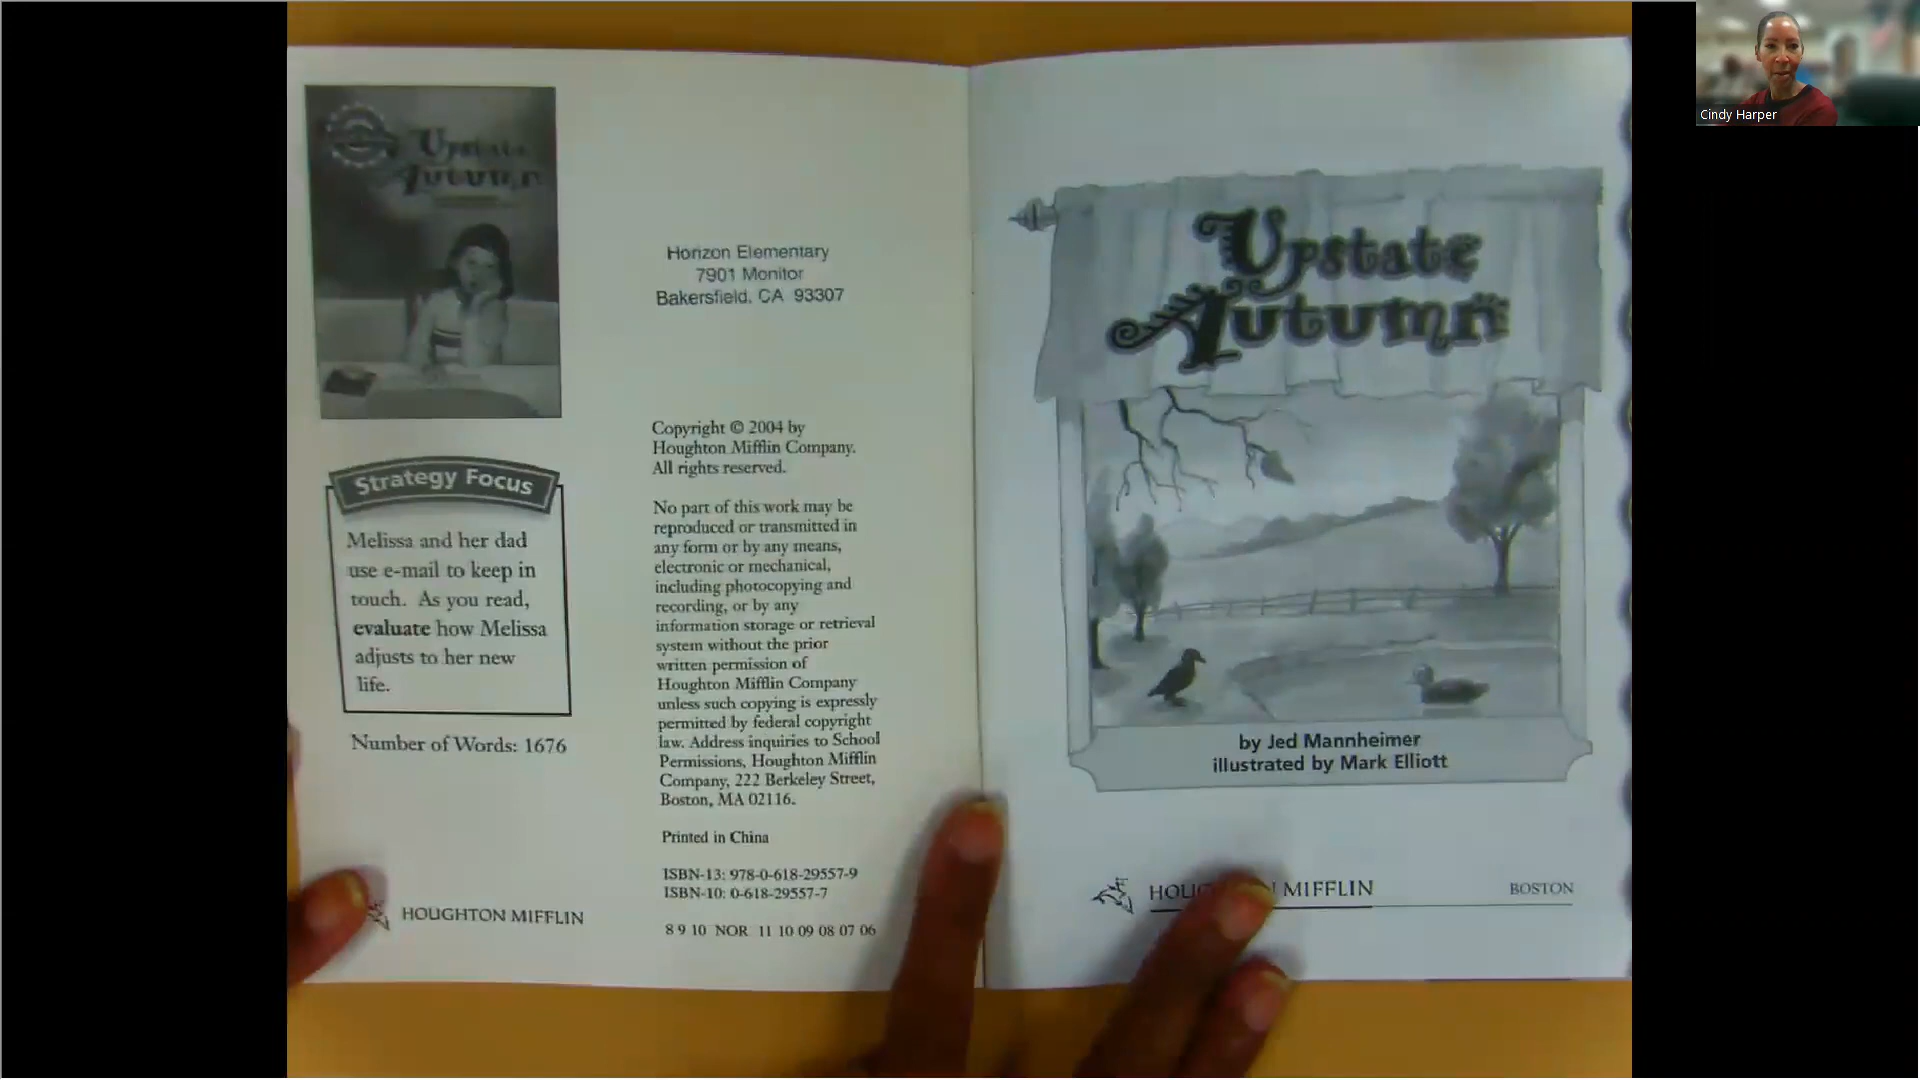 Upstate
Autumn
Strategy Focus
Melissa and her dad
use e-mail to keep in
touch. As you read,
evaluate how Melissa
adjusts to her new
life.
Number of Words: 1676
HOUGHTON MIFFLIN
Horizon Elementary
7901 Monitor
Bakersfield, CA 93307
Copyright © 2004 by
Houghton Mifflin Company.
All rights reserved.
No part of this work may be
reproduced or transmitted in
any form or by any means,
electronic or mechanical,
including photocopying and
recording, or by any
information storage or retrieval
system without the prior
written permission of
Houghton Mifflin Company
unless such copying is expressly
permitted by federal copyright
law. Address inquiries to School
Permissions, Houghton Mifflin
Company, 222 Berkeley Street,
Boston, MA 02116.
Printed in China
ISBN-13: 978-0-618-29557-9
ISBN-10: 0-618-29557-7
8 9 10 NOR 11 10 09 08 07 06
Upstate
Autumn
by Jed Mannheimer
illustrated by Mark Elliott
HOUGHTON MIFFLIN BOSTON
Cindy Harper